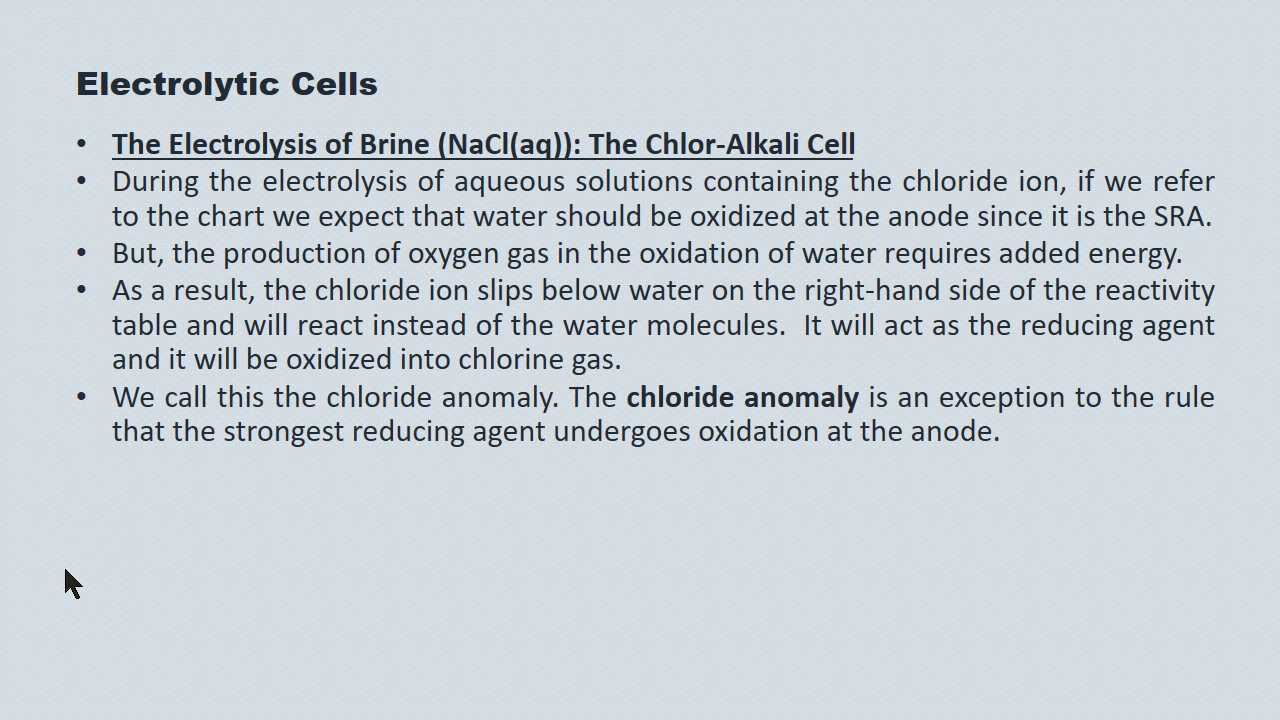 Electrolytic Cells
• The Electrolysis of Brine (NaCl(aq)): The Chlor-Alkali Cell
• During the electrolysis of aqueous solutions containing the chloride ion, if we refer
to the chart we expect that water should be oxidized at the anode since it is the SRA.
• But, the production of oxygen gas in the oxidation of water requires added energy.
• As a result, the chloride ion slips below water on the right-hand side of the reactivity
table and will react instead of the water molecules.  It will act as the reducing agent
and it will be oxidized into chlorine gas.
• We call this the chloride anomaly. The chloride anomaly is an exception to the rule
that the strongest reducing agent undergoes oxidation at the anode.